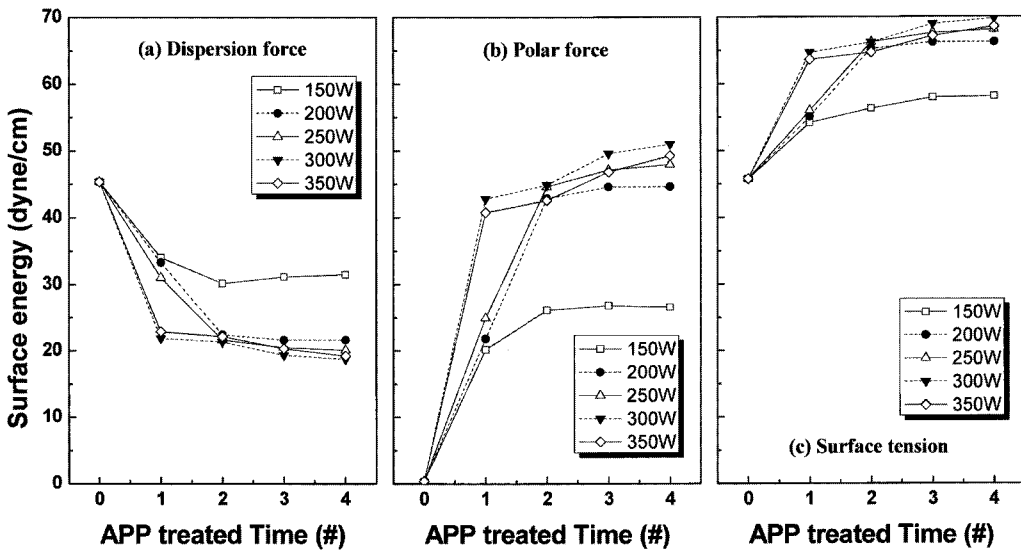 Surface energy (dyne/cm)
70
60
50
40
30
20
10
0
(a) Dispersion force
150W
200W
250W
300W
350W
0 1 2 3 4
APP treated Time (#)
(b) Polar force
150W
200W
250W
300W
350W
0 1 2 3 4
APP treated Time (#)
150W
200W
250W
300W
350W
(c) Surface tension
0 1 2 3 4
APP treated Time (#)